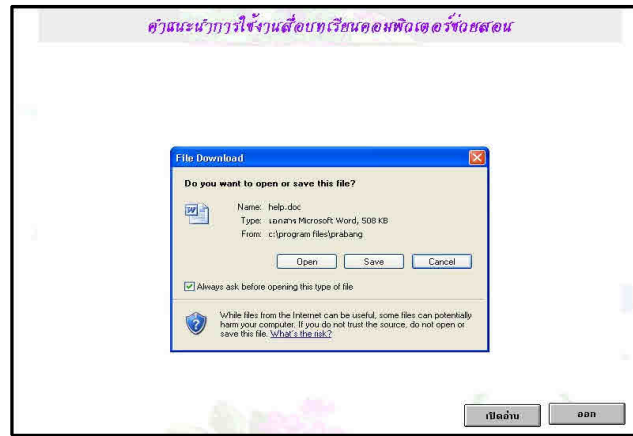 คำแนะนำการใช้งานสื่อบทเรียนคอมพิวเตอร์ช่วยสอน
File Download
Do you want to open or save this file?
Name: help.doc
Type: เอกสาร Microsoft Word, 508 KB
From: c:\program files\prabang
Open Save Cancel
Always ask before opening this type of file
While files from the Internet can be useful, some files can potentially
harm your computer. If you do not trust the source, do not open or
save this file. What's the risk?
เปิดอ่าน ออก